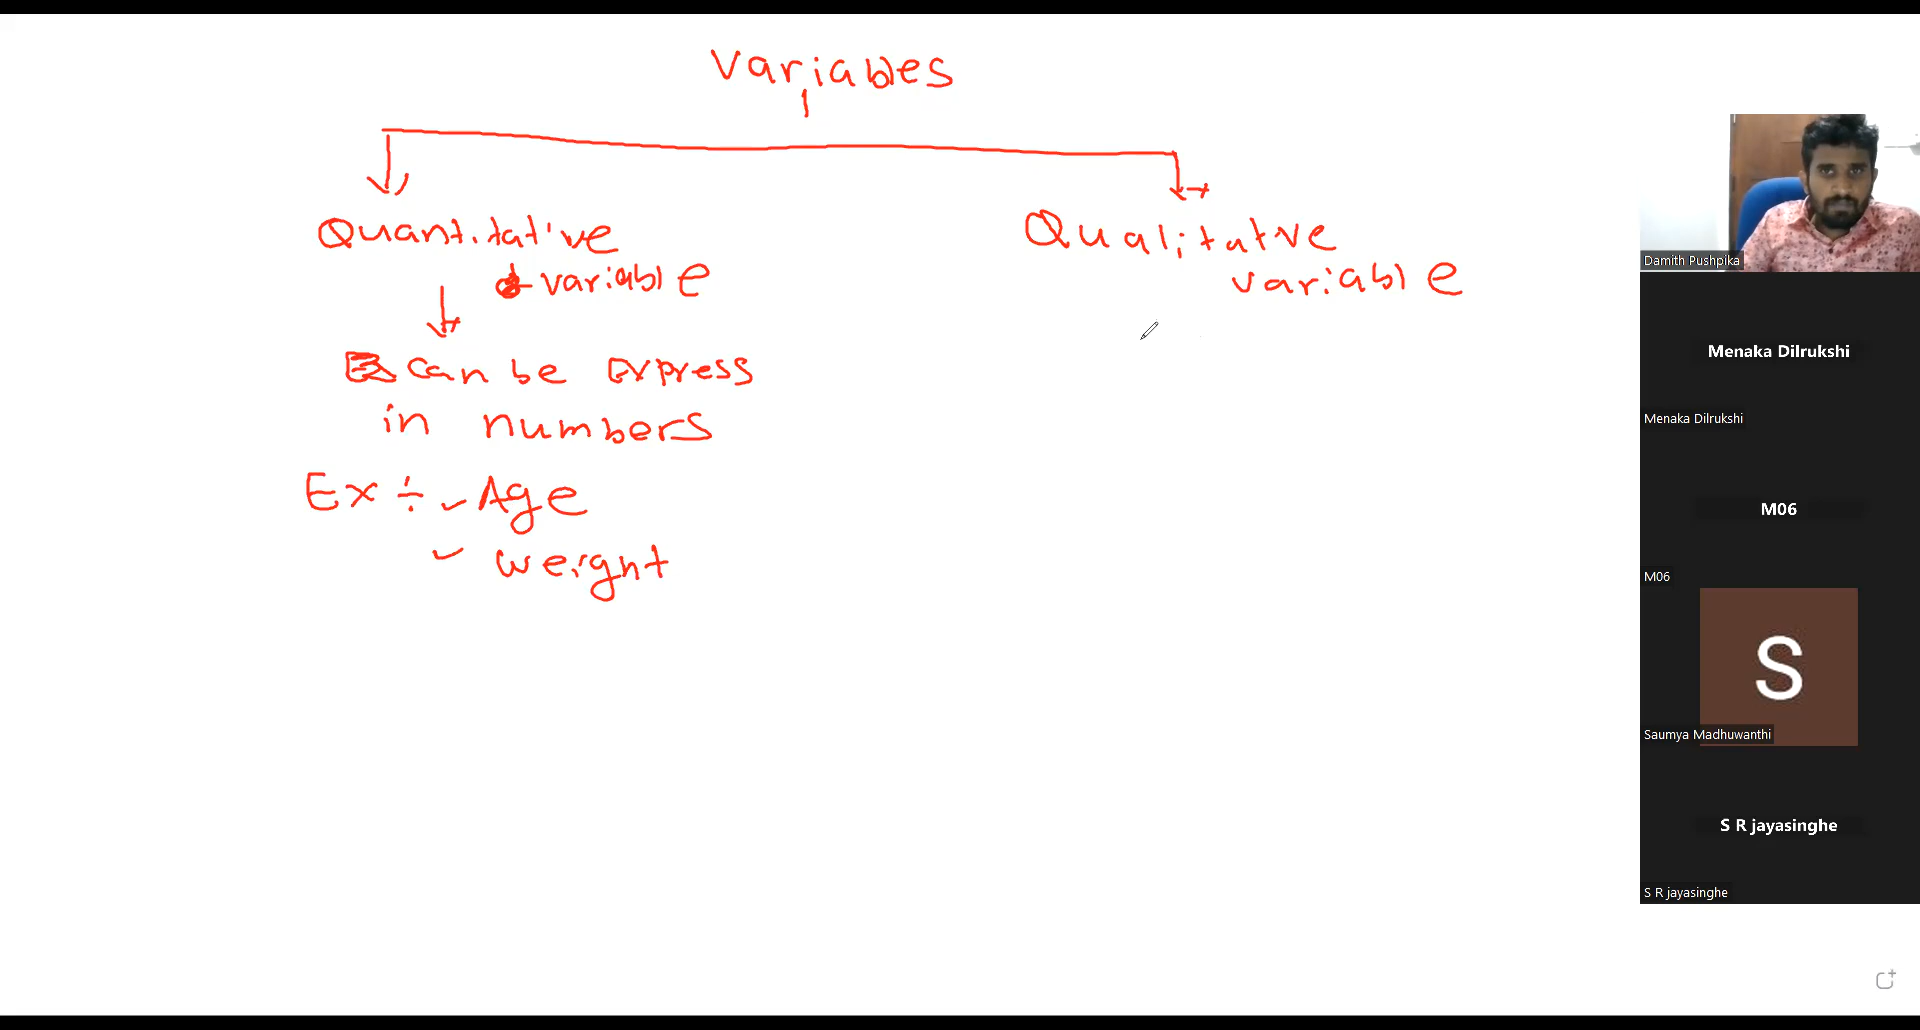 Variables
Quantitative
variable
can be express
in numbers
Ex ÷ ✓ Age
✓ weight
Qualitatve
variable
Damith Pushpika
Menaka Dilrukshi
Menaka Dilrukshi
M06
M06
S
Saumya Madhuwanthi
S R jayasinghe
S R jayasinghe